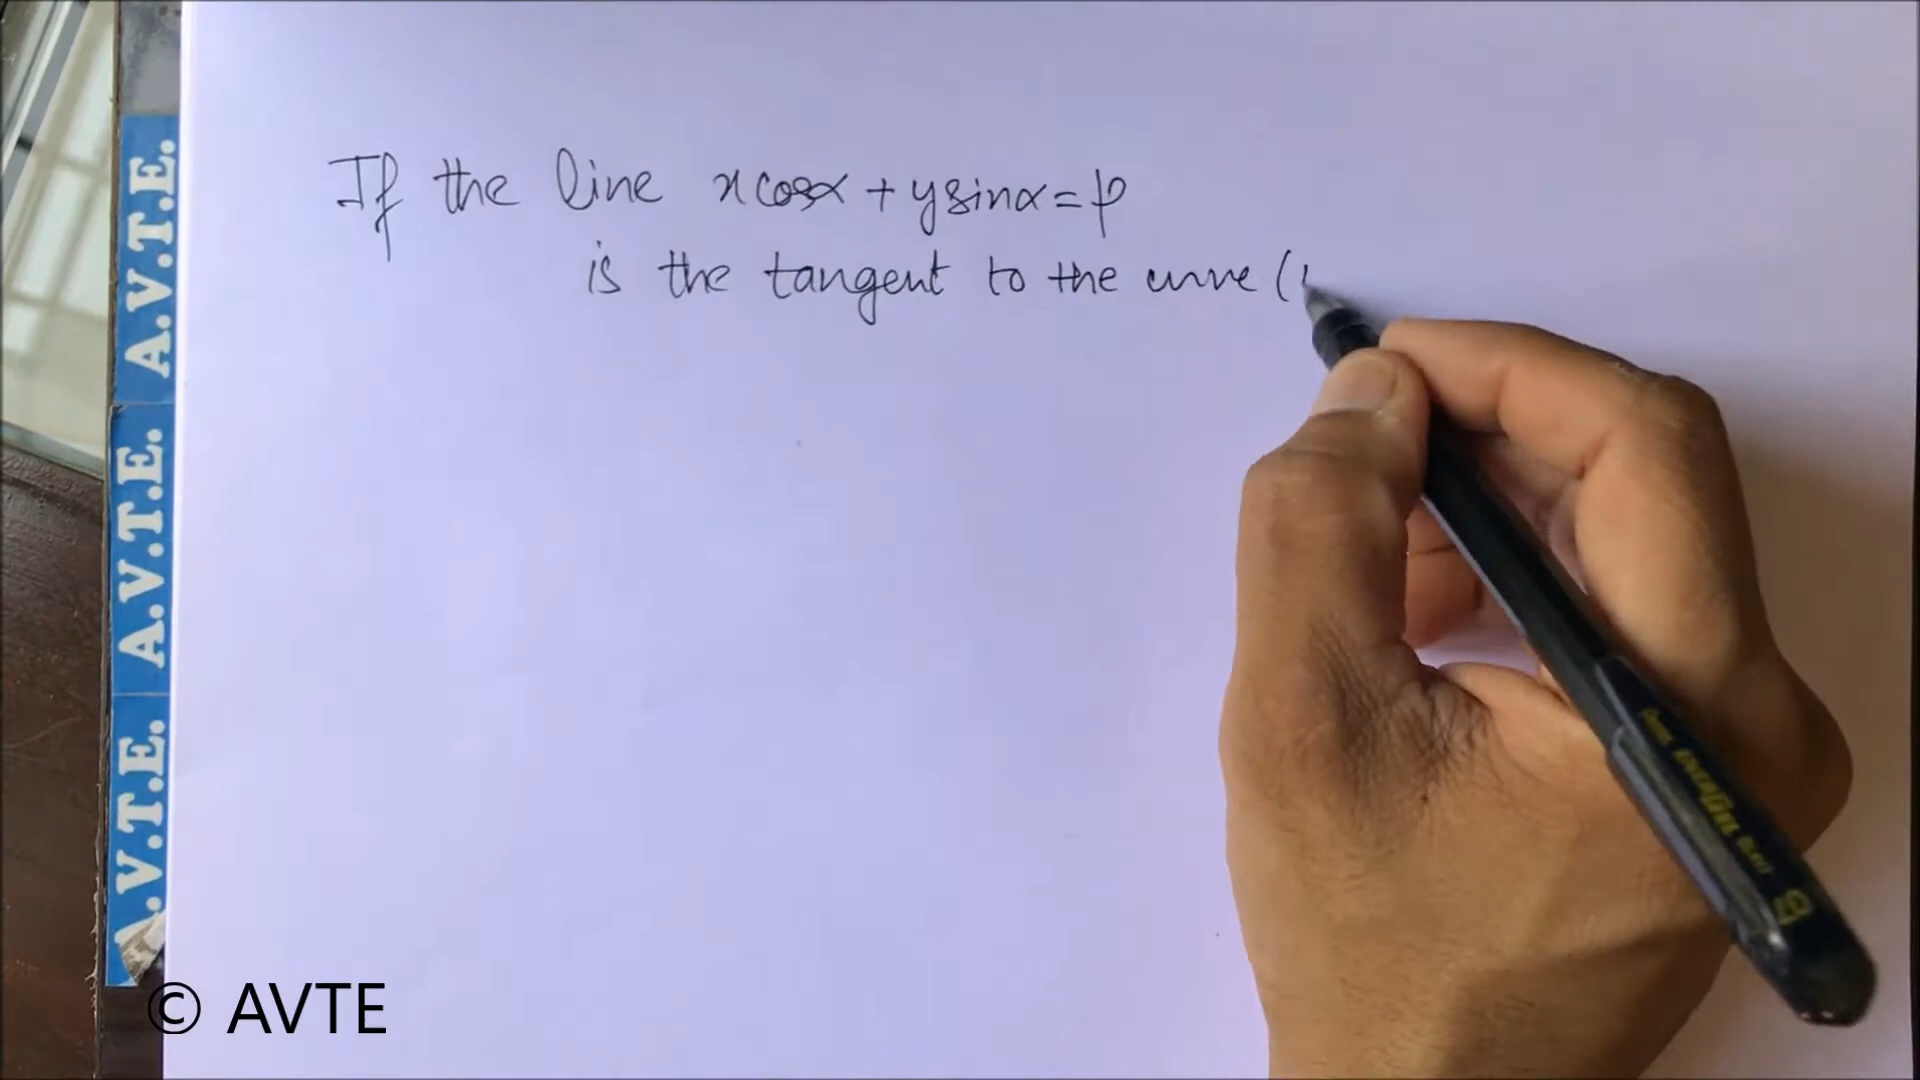 If the line x cosα + y sinα = p
is the tangent to the curve (
A.V.T.E.
A.V.T.E.
A.V.T.E.
© AVTE